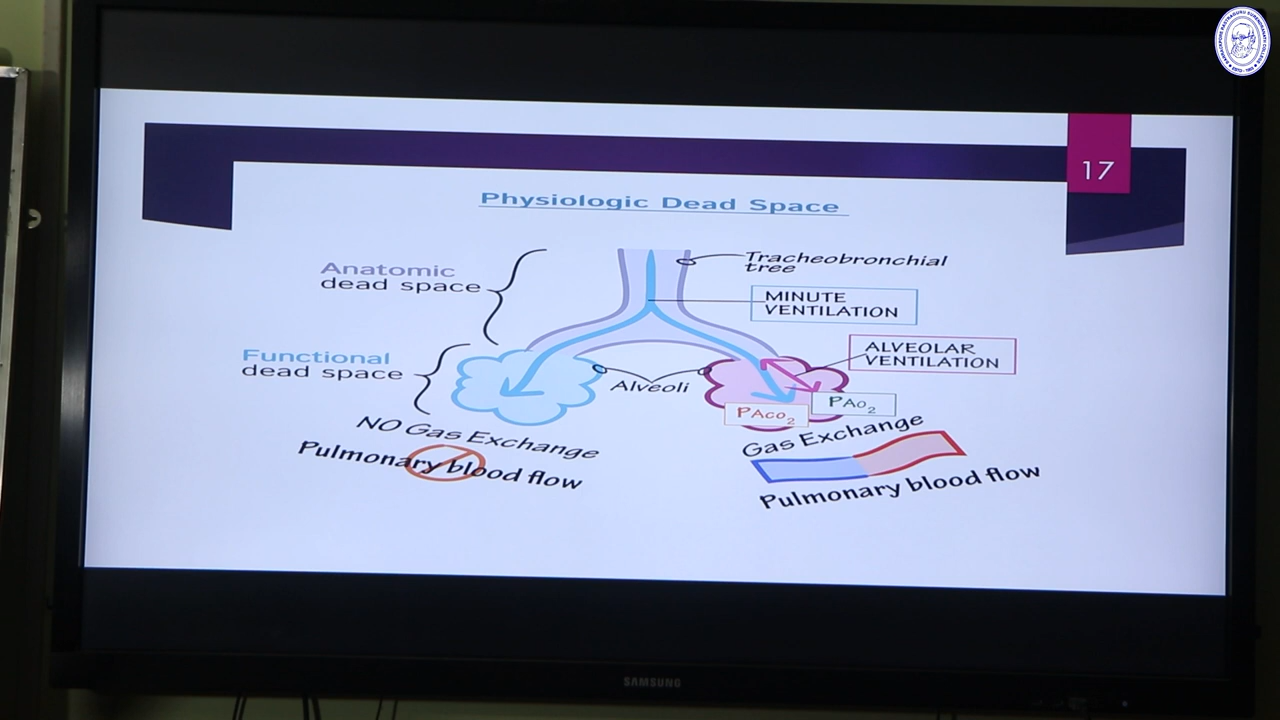 17
Physiologic Dead Space
Anatomic
dead space
Tracheobronchial
tree
MINUTE
VENTILATION
Functional
dead space
Alveoli
ALVEOLAR
VENTILATION
PAco2
PAo2
NO Gas Exchange
Pulmonary blood flow
Gas Exchange
Pulmonary blood flow
SAMSUNG